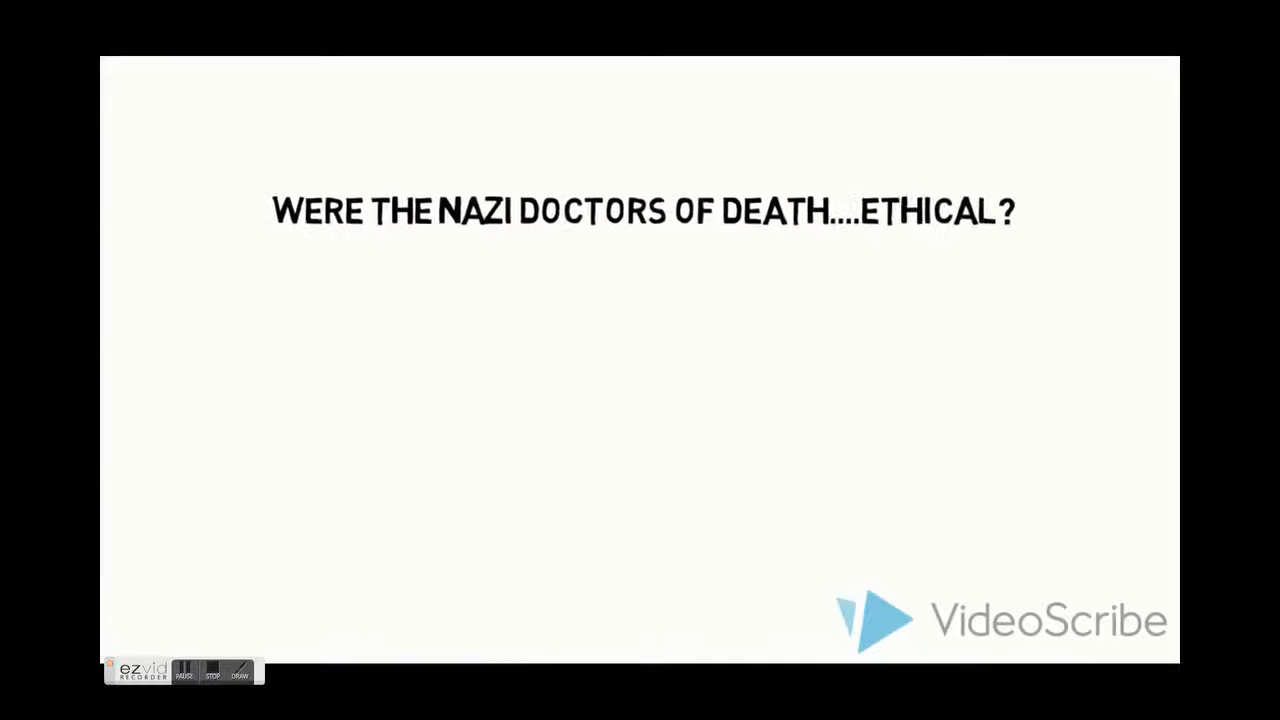 WERE THE NAZI DOCTORS OF DEATH....ETHICAL?
VideoScribe
ezvid
RECORDER
PAUSE STOP DRAW